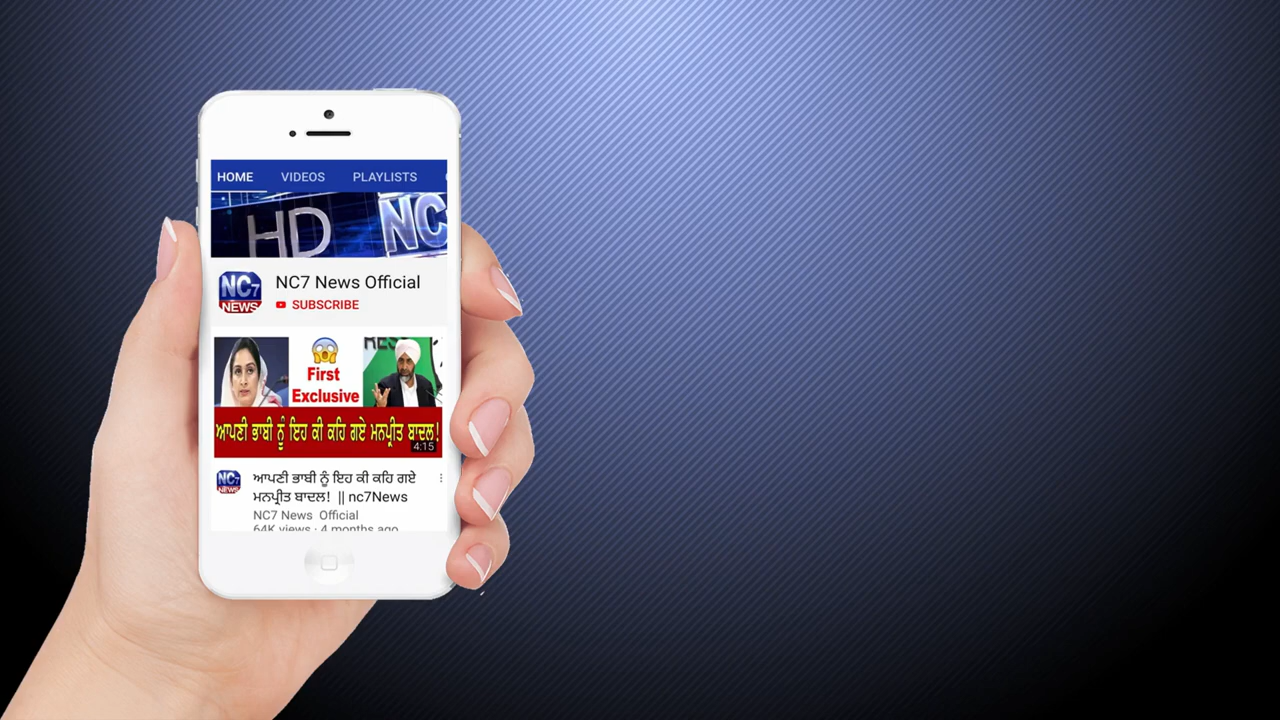 HOME VIDEOS PLAYLISTS
HD NC
NC7 NEWS
NC7 News Official
SUBSCRIBE
First
Exclusive
ਆਪਣੀ ਭਾਬੀ ਨੂੰ ਇਹ ਕੀ ਕਹਿ ਗਏ ਮਨਪ੍ਰੀਤ ਬਾਦਲ!
4:15
NC7 NEWS
ਆਪਣੀ ਭਾਬੀ ਨੂੰ ਇਹ ਕੀ ਕਹਿ ਗਏ
ਮਨਪ੍ਰੀਤ ਬਾਦਲ! || nc7News
NC7 News Official
64K views · 4 months ago